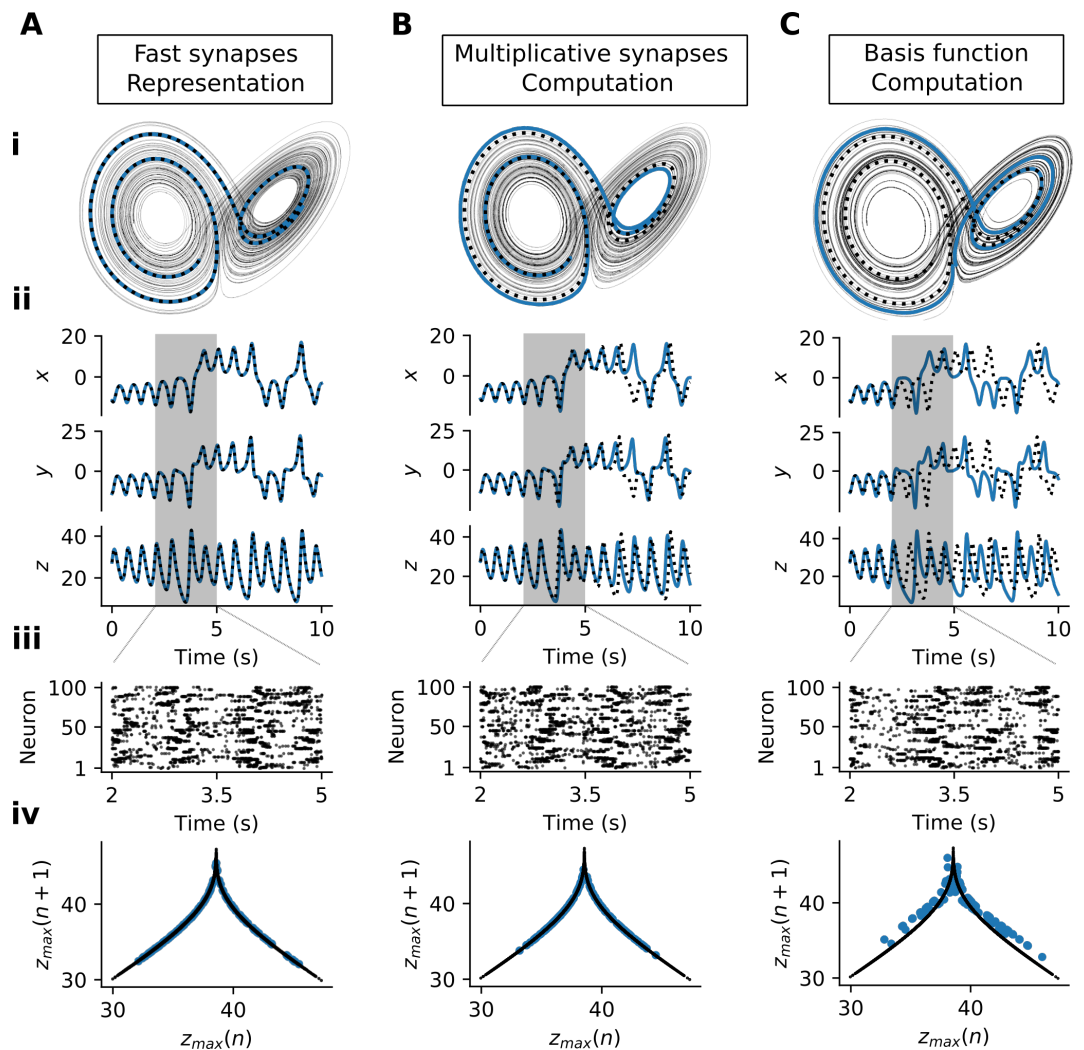 A
B
C
Fast synapses
Representation
Multiplicative synapses
Computation
Basis function
Computation
i
ii
20
0
x
20
0
x
20
0
x
25
0
y
25
0
y
25
0
y
40
20
z
40
20
z
40
20
z
0 5 10
0 5 10
0 5 10
Time (s)
Time (s)
Time (s)
iii
100
50
1
Neuron
100
50
1
Neuron
100
50
1
Neuron
2 3.5 5
2 3.5 5
2 3.5 5
Time (s)
Time (s)
Time (s)
iv
40
30
z_max(n + 1)
40
30
z_max(n + 1)
40
30
z_max(n + 1)
30 40
30 40
30 40
z_max(n)
z_max(n)
z_max(n)